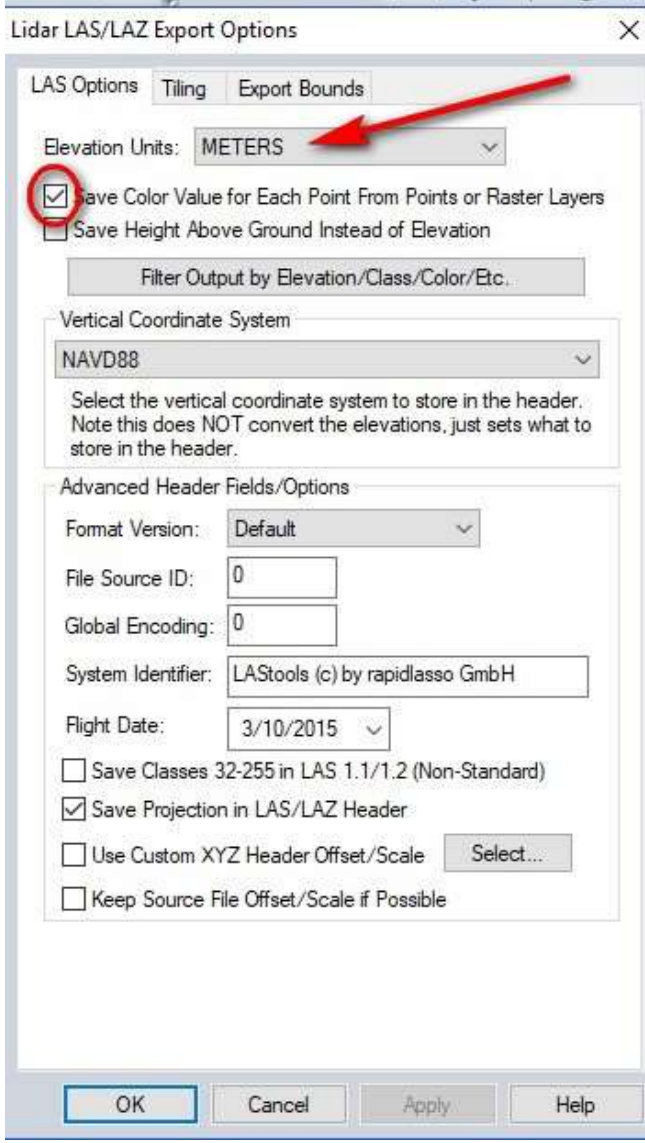 Lidar LAS/LAZ Export Options
LAS Options Tiling Export Bounds
Elevation Units: METERS
Save Color Value for Each Point From Points or Raster Layers
Save Height Above Ground Instead of Elevation
Filter Output by Elevation/Class/Color/Etc.
Vertical Coordinate System
NAVD88
Select the vertical coordinate system to store in the header.
Note this does NOT convert the elevations, just sets what to
store in the header.
Advanced Header Fields/Options
Format Version: Default
File Source ID: 0
Global Encoding: 0
System Identifier: LAStools (c) by rapidlasso GmbH
Flight Date: 3/10/2015
Save Classes 32-255 in LAS 1.1/1.2 (Non-Standard)
Save Projection in LAS/LAZ Header
Use Custom XYZ Header Offset/Scale Select...
Keep Source File Offset/Scale if Possible
OK Cancel Apply Help